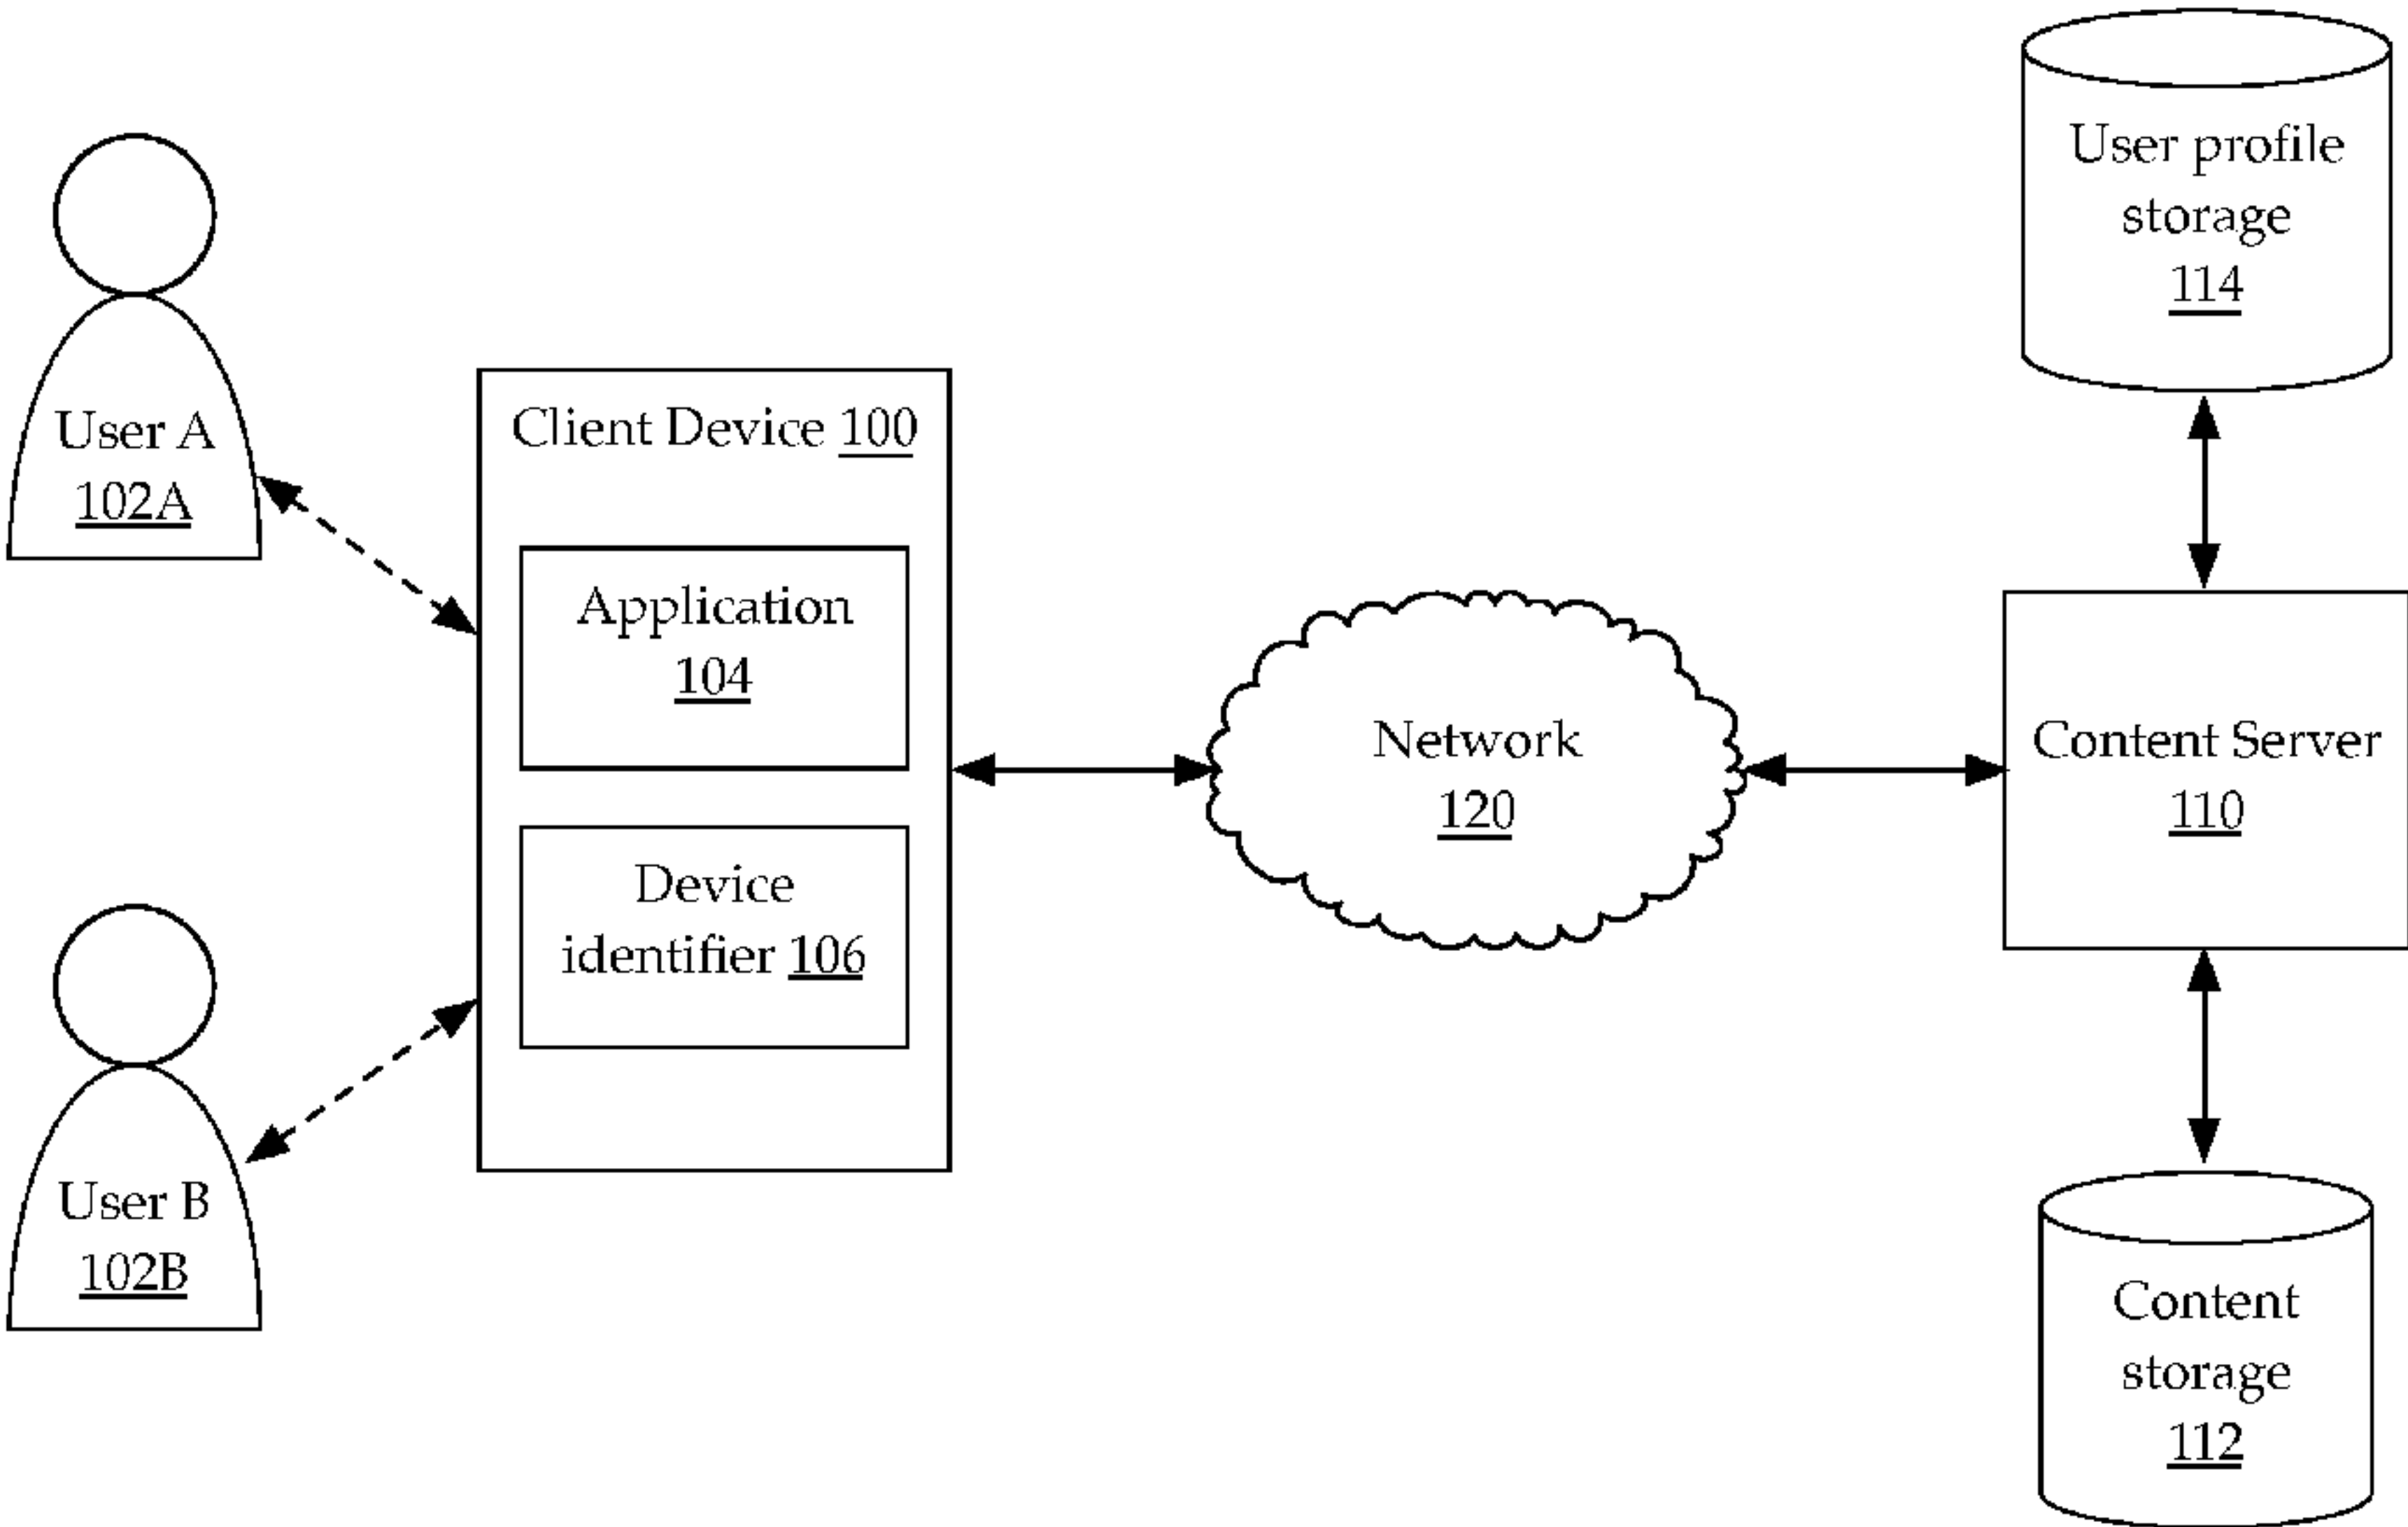 User A
102A
User B
102B
Client Device 100
Application
104
Device
identifier 106
Network
120
User profile
storage
114
Content Server
110
Content
storage
112